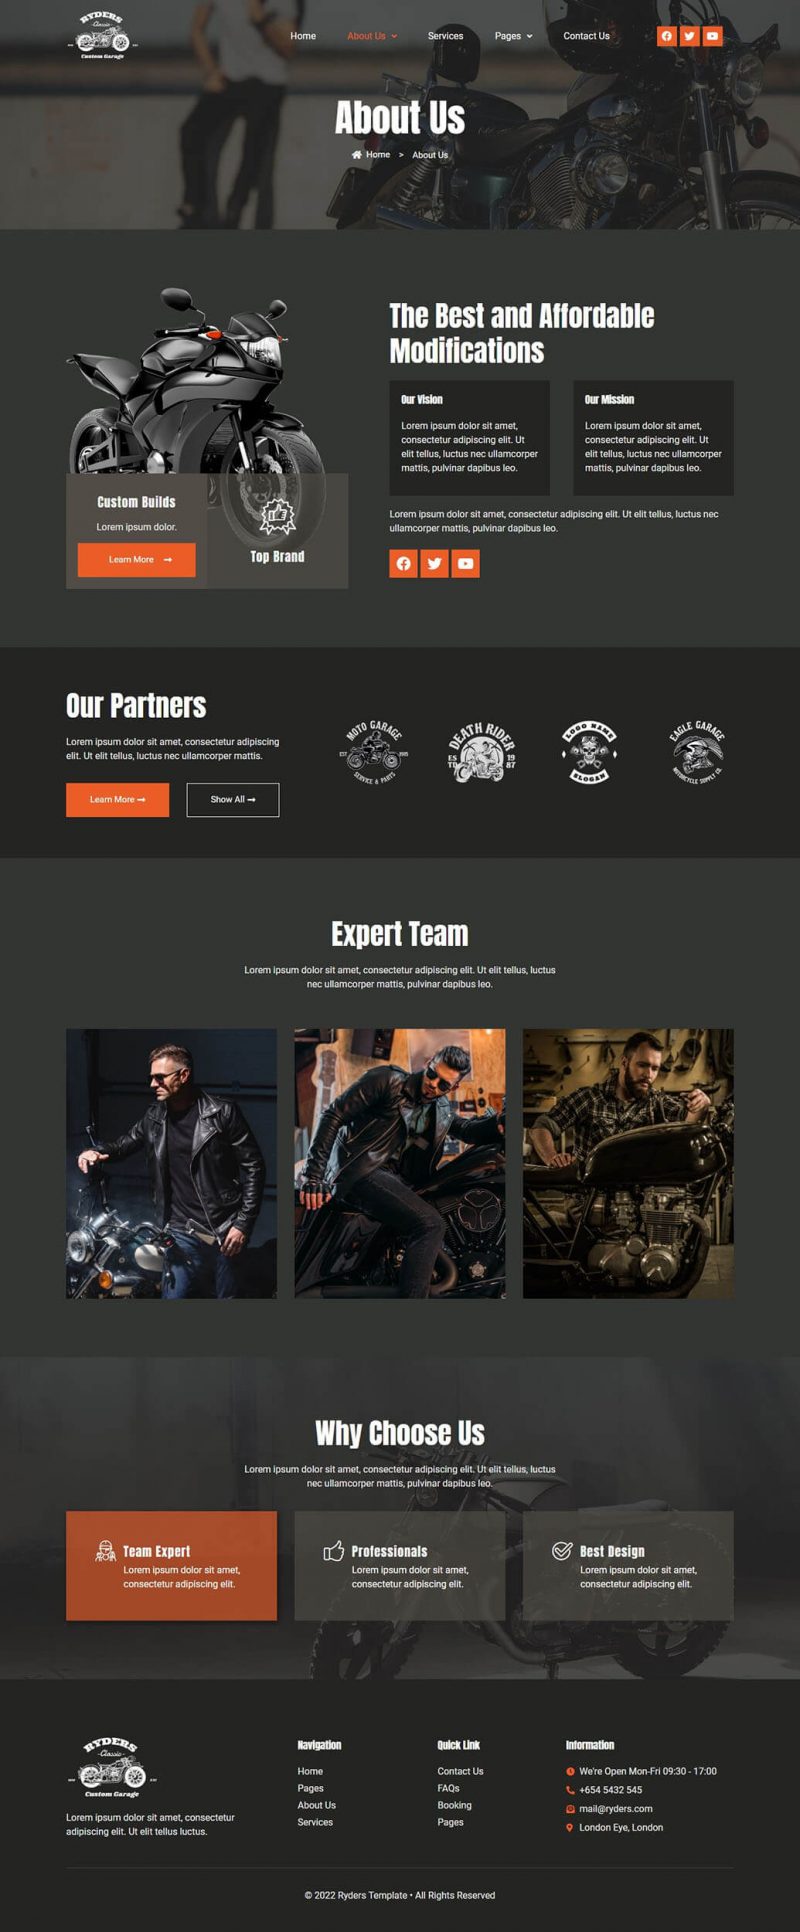 RYDERS
Classic
Custom Garage
Home
About Us
Services
Pages
Contact Us
About Us
Home > About Us
The Best and Affordable
Modifications
Our Vision
Lorem ipsum dolor sit amet,
consectetur adipiscing elit. Ut
elit tellus, luctus nec ullamcorper
mattis, pulvinar dapibus leo.
Our Mission
Lorem ipsum dolor sit amet,
consectetur adipiscing elit. Ut
elit tellus, luctus nec ullamcorper
mattis, pulvinar dapibus leo.
Lorem ipsum dolor sit amet, consectetur adipiscing elit. Ut elit tellus, luctus nec
ullamcorper mattis, pulvinar dapibus leo.
Custom Builds
Lorem ipsum dolor.
Learn More
Top Brand
Our Partners
Lorem ipsum dolor sit amet, consectetur adipiscing
elit. Ut elit tellus, luctus nec ullamcorper mattis.
Learn More
Show All
MOTO GARAGE
SERVICE & PARTS
DEATH RIDER
ES 19
TD 87
LOGO NAME
SLOGEN
EAGLE GARAGE
MOTORCYCLE SUPPLY CO.
Expert Team
Lorem ipsum dolor sit amet, consectetur adipiscing elit. Ut elit tellus, luctus
nec ullamcorper mattis, pulvinar dapibus leo.
Why Choose Us
Lorem ipsum dolor sit amet, consectetur adipiscing elit. Ut elit tellus, luctus
nec ullamcorper mattis, pulvinar dapibus leo.
Team Expert
Lorem ipsum dolor sit amet,
consectetur adipiscing elit.
Professionals
Lorem ipsum dolor sit amet,
consectetur adipiscing elit.
Best Design
Lorem ipsum dolor sit amet,
consectetur adipiscing elit.
RYDERS
Classic
Custom Garage
Lorem ipsum dolor sit amet, consectetur
adipiscing elit. Ut elit tellus luctus.
Navigation
Home
Pages
About Us
Services
Quick Link
Contact Us
FAQs
Booking
Pages
Information
We're Open Mon-Fri 09:30 - 17:00
+654 5432 545
mail@ryders.com
London Eye, London
© 2022 Ryders Template • All Rights Reserved